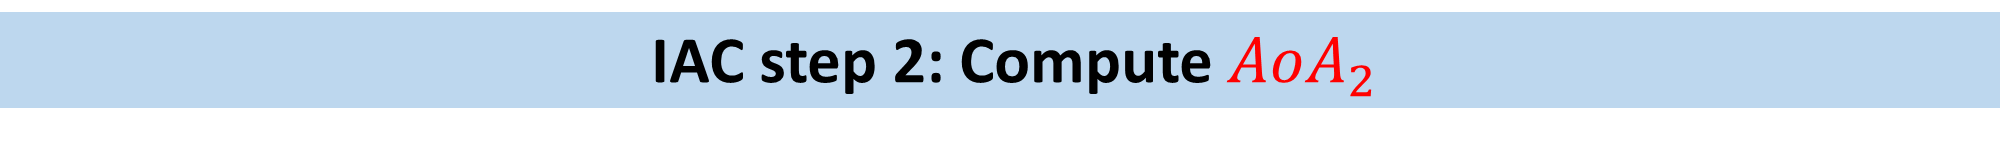 IAC step 2: Compute AoA₂